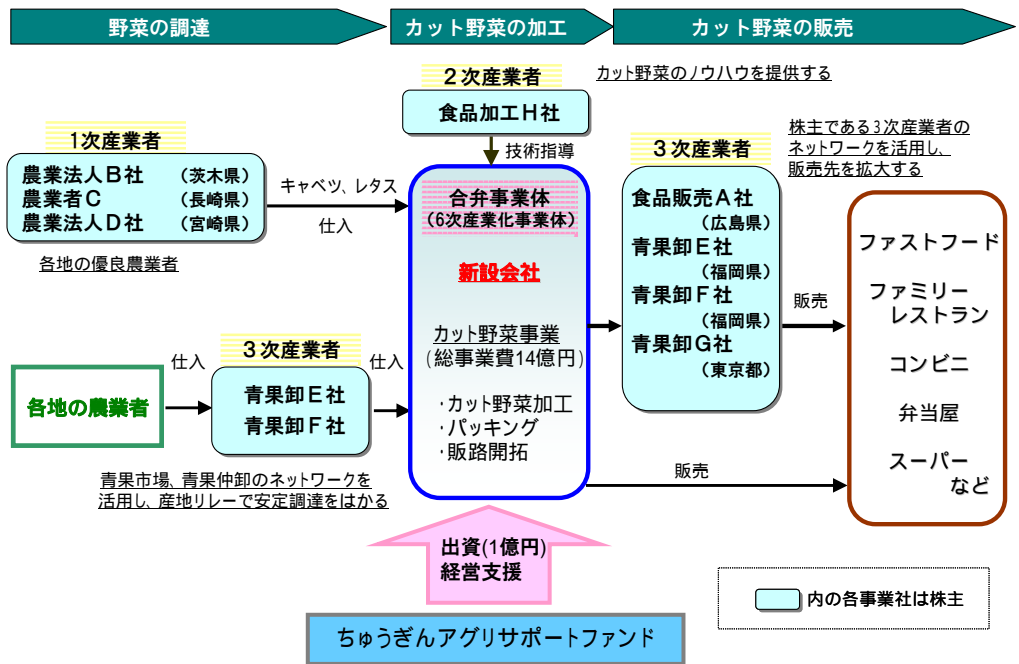 野菜の調達
カット野菜の加工
カット野菜の販売
2次産業者
カット野菜のノウハウを提供する
食品加工H社
技術指導
1次産業者
農業法人B社 (茨木県)
農業者C (長崎県)
農業法人D社 (宮崎県)
各地の優良農業者
キャベツ、レタス
仕入
合弁事業体
(6次産業化事業体)
新設会社
カット野菜事業
(総事業費14億円)
・カット野菜加工
・パッキング
・販路開拓
3次産業者
食品販売A社
(広島県)
青果卸E社
(福岡県)
青果卸F社
(福岡県)
青果卸G社
(東京都)
株主である3次産業者の
ネットワークを活用し、
販売先を拡大する
販売
ファストフード
ファミリー
レストラン
コンビニ
弁当屋
スーパー
など
各地の農業者
仕入
3次産業者
青果卸E社
青果卸F社
仕入
青果市場、青果仲卸のネットワークを
活用し、産地リレーで安定調達をはかる
販売
出資(1億円)
経営支援
ちゅうぎんアグリサポートファンド
内の各事業社は株主